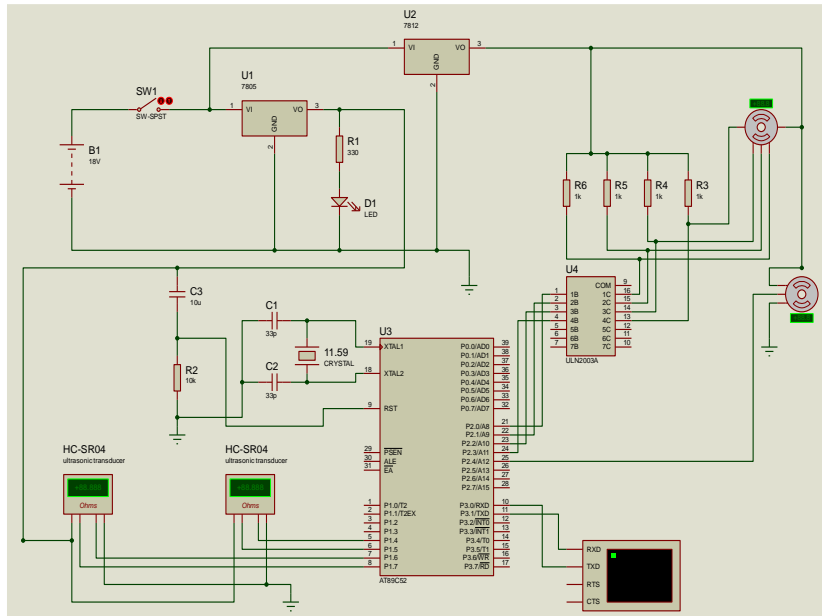 U2
7812
1 VI VO 3
GND
2
SW1
SW-SPST
U1
7805
1 VI VO 3
GND
2
B1
18V
R1
330
D1
LED
R6
1k
R5
1k
R4
1k
R3
1k
C3
10u
R2
10k
C1
33p
C2
33p
11.59
CRYSTAL
U4
COM 9
1 1B 1C 16
2 2B 2C 15
3 3B 3C 14
4 4B 4C 13
5 5B 5C 12
6 6B 6C 11
7 7B 7C 10
ULN2003A
U3
19 XTAL1 P0.0/AD0 39
P0.1/AD1 38
P0.2/AD2 37
18 XTAL2 P0.3/AD3 36
P0.4/AD4 35
P0.5/AD5 34
P0.6/AD6 33
9 RST P0.7/AD7 32
P2.0/A8 21
P2.1/A9 22
P2.2/A10 23
29 PSEN P2.3/A11 24
30 ALE P2.4/A12 25
31 EA P2.5/A13 26
P2.6/A14 27
P2.7/A15 28
1 P1.0/T2 P3.0/RXD 10
2 P1.1/T2EX P3.1/TXD 11
3 P1.2 P3.2/INT0 12
4 P1.3 P3.3/INT1 13
5 P1.4 P3.4/T0 14
6 P1.5 P3.5/T1 15
7 P1.6 P3.6/WR 16
8 P1.7 P3.7/RD 17
AT89C52
HC-SR04
ultrasonic transducer
Ohms
HC-SR04
ultrasonic transducer
Ohms
RXD
TXD
RTS
CTS